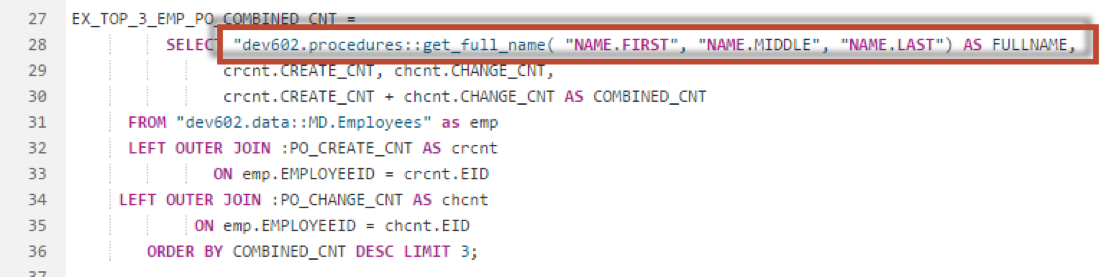 27 EX_TOP_3_EMP_PO_COMBINED_CNT =
28 SELECT "dev602.procedures::get_full_name( "NAME.FIRST", "NAME.MIDDLE", "NAME.LAST") AS FULLNAME,
29 crcnt.CREATE_CNT, chcnt.CHANGE_CNT,
30 crcnt.CREATE_CNT + chcnt.CHANGE_CNT AS COMBINED_CNT
31 FROM "dev602.data::MD.Employees" as emp
32 LEFT OUTER JOIN :PO_CREATE_CNT AS crcnt
33 ON emp.EMPLOYEEID = crcnt.EID
34 LEFT OUTER JOIN :PO_CHANGE_CNT AS chcnt
35 ON emp.EMPLOYEEID = chcnt.EID
36 ORDER BY COMBINED_CNT DESC LIMIT 3;
37